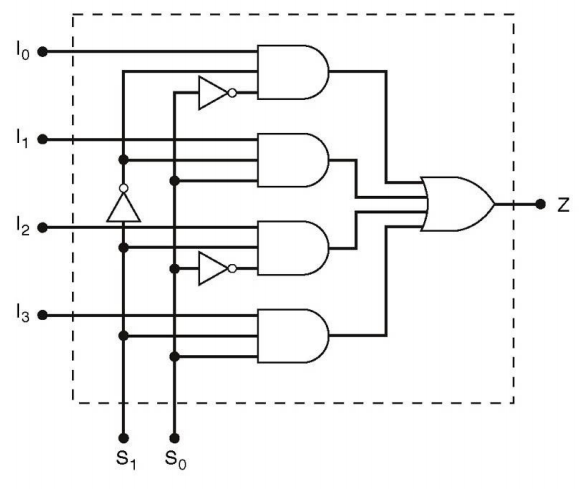 I₀
I₁
I₂
I₃
Z
S₁ S₀